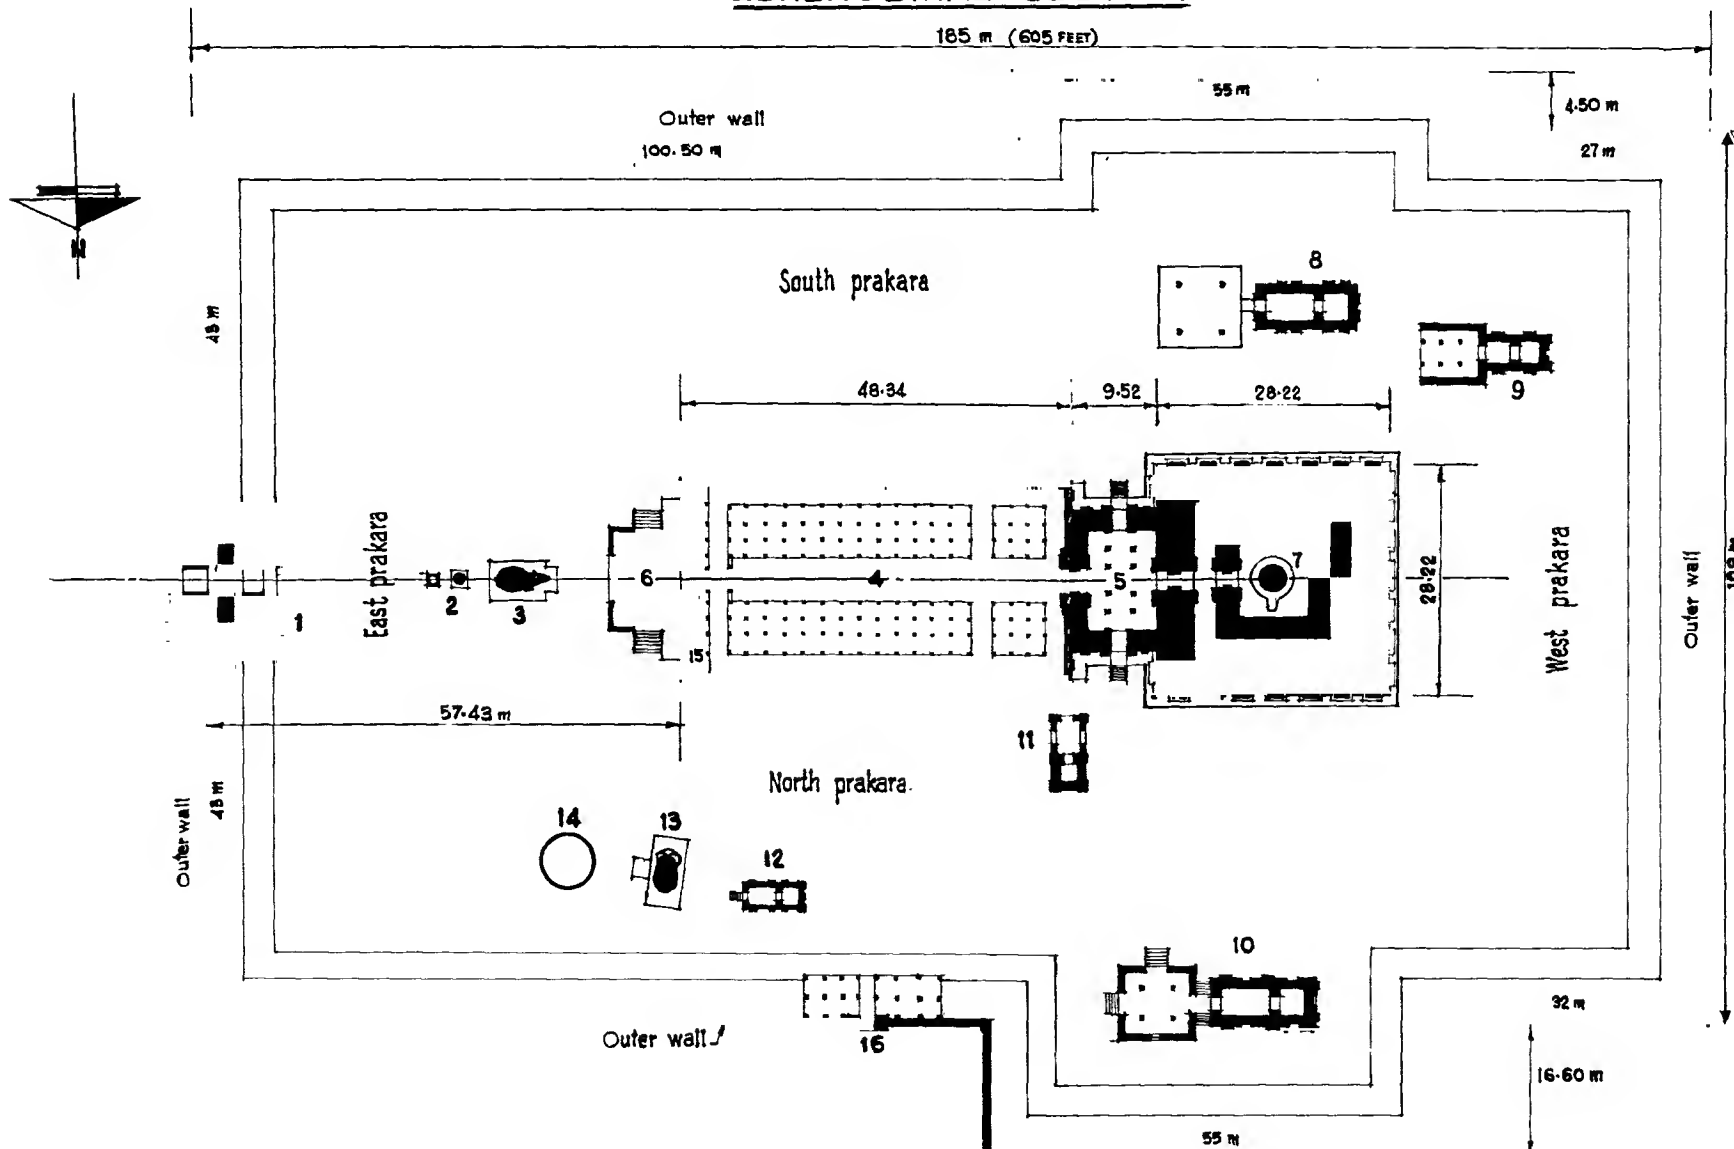 185 m (605 FEET)
55 m
4.50 m
Outer wall
100.50 m
27 m
N
South prakara
8
48 m
9
48.34
9.52
28.22
East prakara
West prakara
Outer wall
1
2
3
6
4
5
7
28.22
15
57.43 m
11
North prakara.
48 m
Outer wall
14
13
12
10
32 m
Outer wall
16
16.60 m
55 m